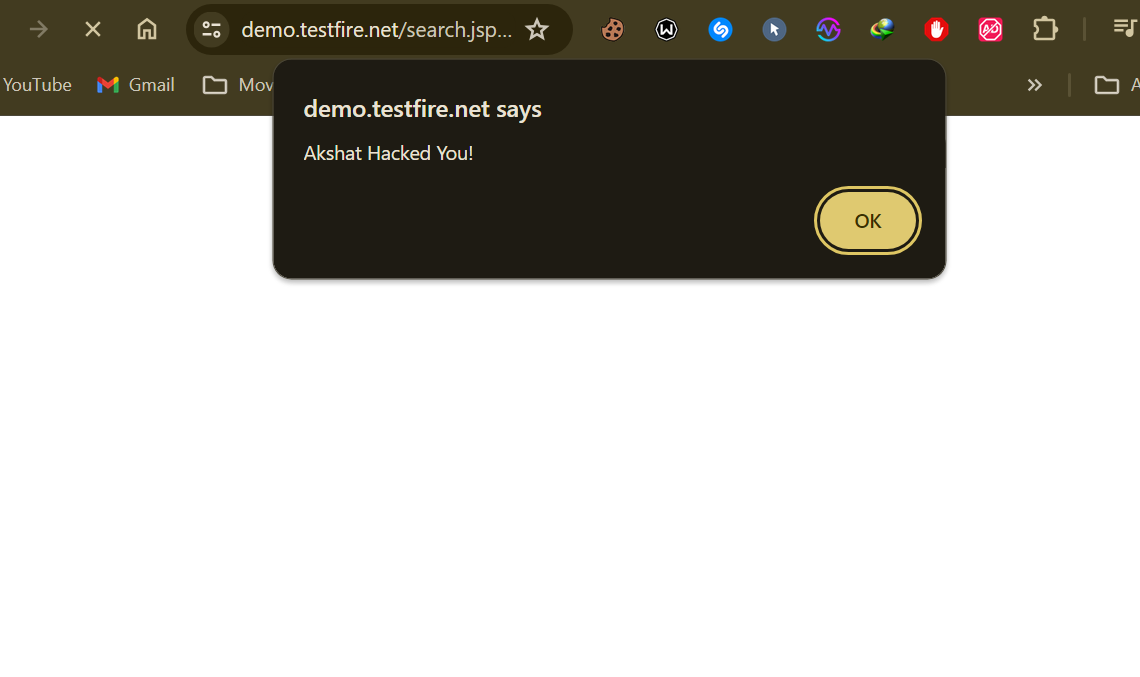 demo.testfire.net/search.jsp...
YouTube
Gmail
Mov
A
demo.testfire.net says
Akshat Hacked You!
OK